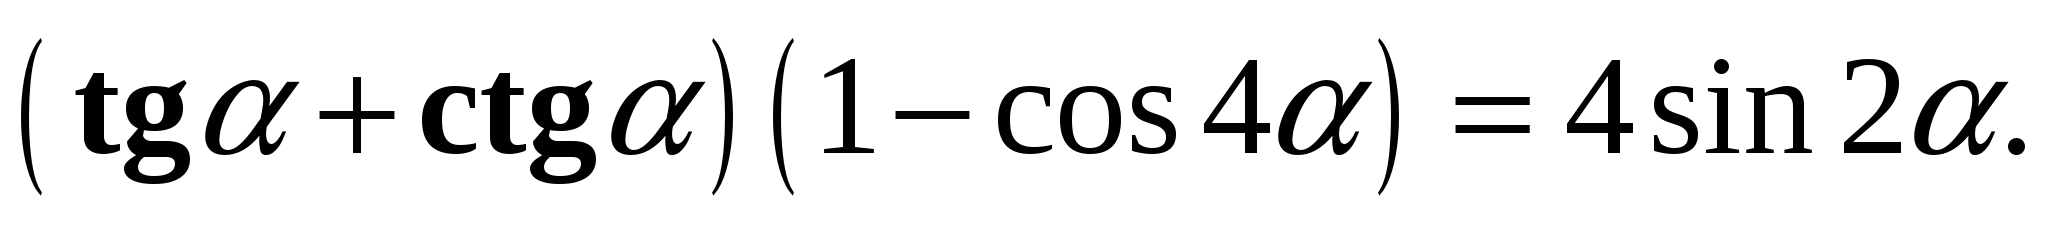 (tgα + ctgα)(1 − cos 4α) = 4 sin 2α.